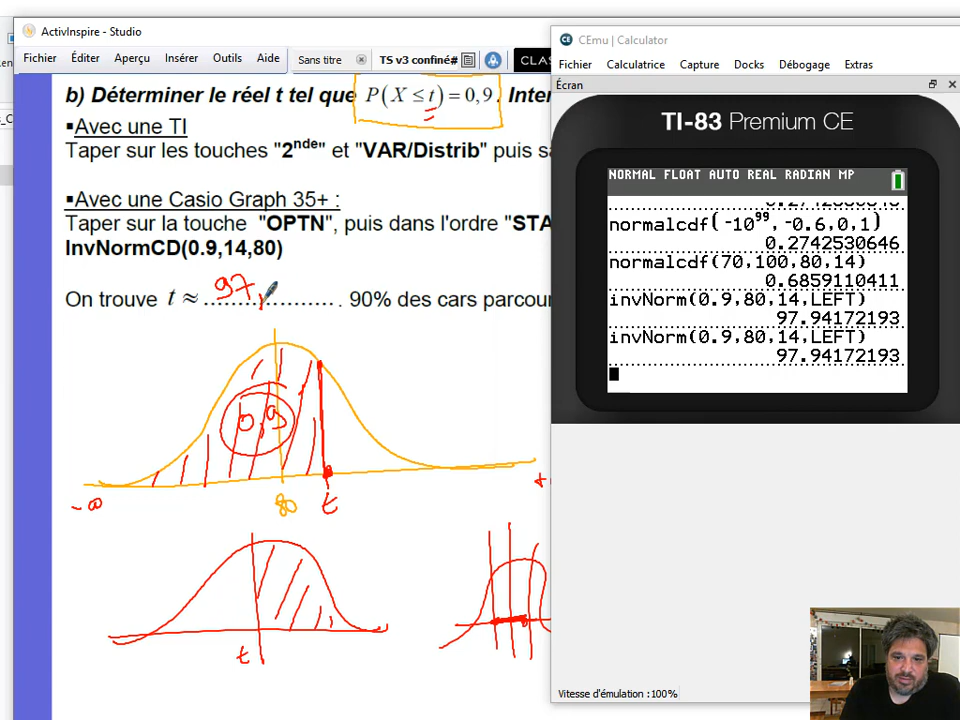 ActivInspire - Studio
Fichier Éditer Aperçu Insérer Outils Aide Sans titre TS v3 confiné# CLAS
b) Déterminer le réel t tel que P(X ≤ t) = 0,9 . Inter
▪Avec une TI
Taper sur les touches "2nde" et "VAR/Distrib" puis sa
▪Avec une Casio Graph 35+ :
Taper sur la touche "OPTN", puis dans l'ordre "STA
InvNormCD(0.9,14,80)
On trouve t ≈ 97, . 90% des cars parcour
0,9
-∞ 80 t +
t
CEmu | Calculator
Fichier Calculatrice Capture Docks Débogage Extras
Écran
TI-83 Premium CE
NORMAL FLOAT AUTO REAL RADIAN MP
normalcdf(-10^99,-0.6,0,1)
0.2742530646
normalcdf(70,100,80,14)
0.6859110411
invNorm(0.9,80,14,LEFT)
97.94172193
invNorm(0.9,80,14,LEFT)
97.94172193
Vitesse d'émulation : 100%